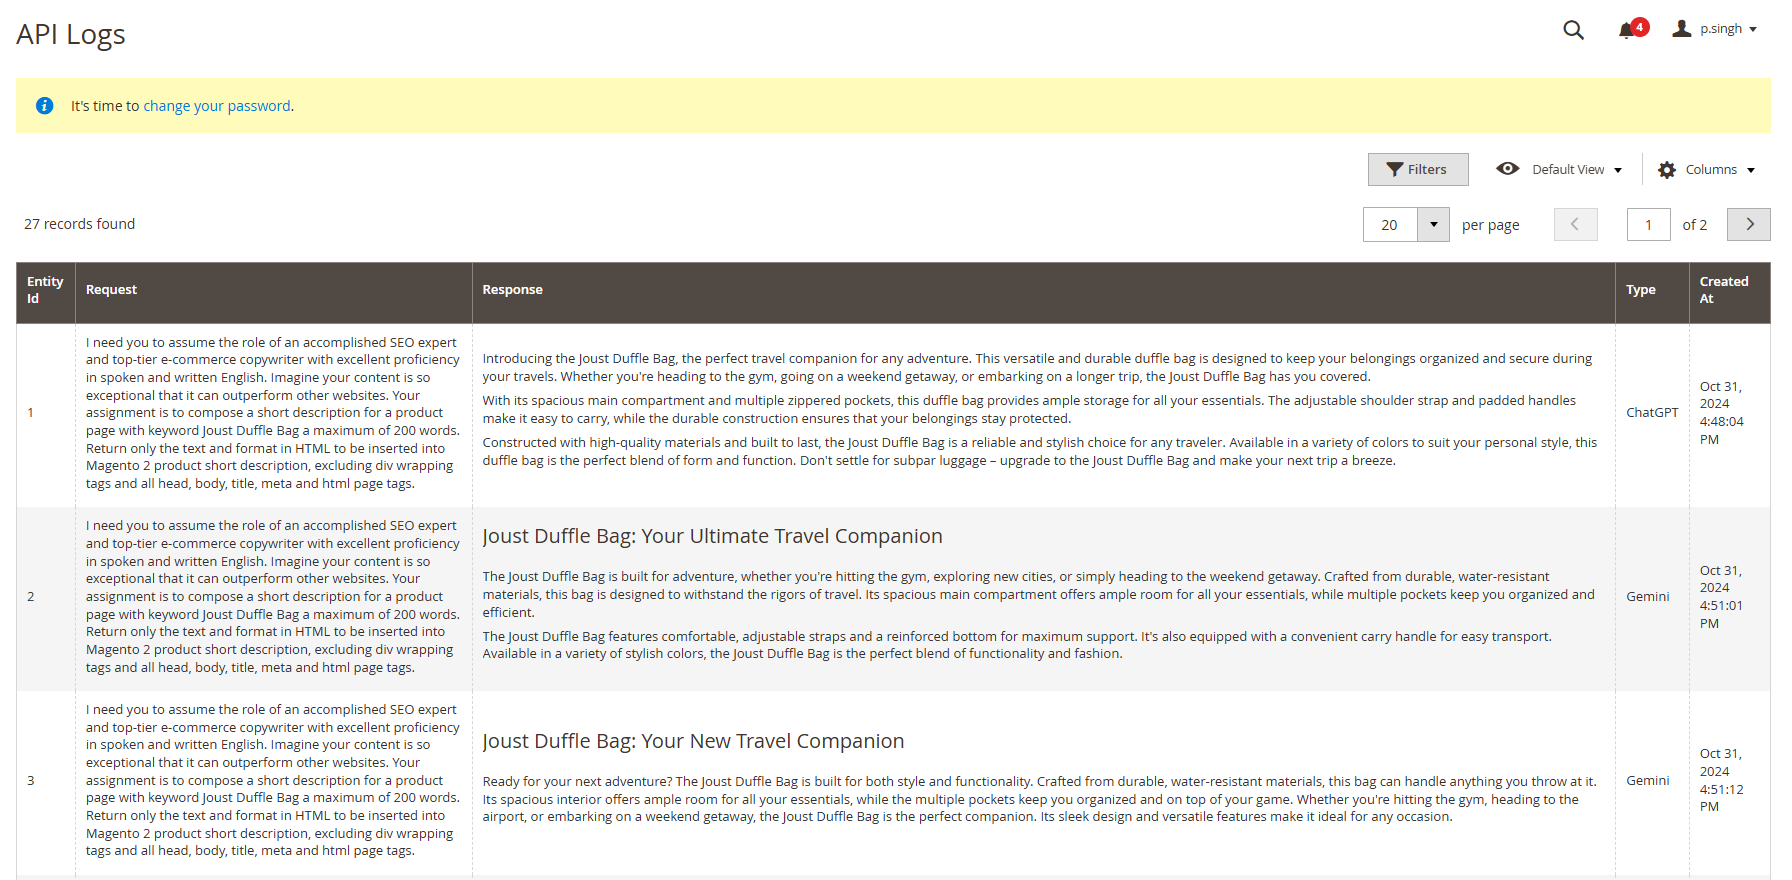 API Logs
4
p.singh
It's time to change your password.
Filters
Default View
Columns
27 records found
20
per page
1
of 2
Entity Id
Request
Response
Type
Created At
1
I need you to assume the role of an accomplished SEO expert
and top-tier e-commerce copywriter with excellent proficiency
in spoken and written English. Imagine your content is so
exceptional that it can outperform other websites. Your
assignment is to compose a short description for a product
page with keyword Joust Duffle Bag a maximum of 200 words.
Return only the text and format in HTML to be inserted into
Magento 2 product short description, excluding div wrapping
tags and all head, body, title, meta and html page tags.
Introducing the Joust Duffle Bag, the perfect travel companion for any adventure. This versatile and durable duffle bag is designed to keep your belongings organized and secure during
your travels. Whether you're heading to the gym, going on a weekend getaway, or embarking on a longer trip, the Joust Duffle Bag has you covered.
With its spacious main compartment and multiple zippered pockets, this duffle bag provides ample storage for all your essentials. The adjustable shoulder strap and padded handles
make it easy to carry, while the durable construction ensures that your belongings stay protected.
Constructed with high-quality materials and built to last, the Joust Duffle Bag is a reliable and stylish choice for any traveler. Available in a variety of colors to suit your personal style, this
duffle bag is the perfect blend of form and function. Don't settle for subpar luggage – upgrade to the Joust Duffle Bag and make your next trip a breeze.
ChatGPT
Oct 31,
2024
4:48:04
PM
2
I need you to assume the role of an accomplished SEO expert
and top-tier e-commerce copywriter with excellent proficiency
in spoken and written English. Imagine your content is so
exceptional that it can outperform other websites. Your
assignment is to compose a short description for a product
page with keyword Joust Duffle Bag a maximum of 200 words.
Return only the text and format in HTML to be inserted into
Magento 2 product short description, excluding div wrapping
tags and all head, body, title, meta and html page tags.
Joust Duffle Bag: Your Ultimate Travel Companion
The Joust Duffle Bag is built for adventure, whether you're hitting the gym, exploring new cities, or simply heading to the weekend getaway. Crafted from durable, water-resistant
materials, this bag is designed to withstand the rigors of travel. Its spacious main compartment offers ample room for all your essentials, while multiple pockets keep you organized and
efficient.
The Joust Duffle Bag features comfortable, adjustable straps and a reinforced bottom for maximum support. It's also equipped with a convenient carry handle for easy transport.
Available in a variety of stylish colors, the Joust Duffle Bag is the perfect blend of functionality and fashion.
Gemini
Oct 31,
2024
4:51:01
PM
3
I need you to assume the role of an accomplished SEO expert
and top-tier e-commerce copywriter with excellent proficiency
in spoken and written English. Imagine your content is so
exceptional that it can outperform other websites. Your
assignment is to compose a short description for a product
page with keyword Joust Duffle Bag a maximum of 200 words.
Return only the text and format in HTML to be inserted into
Magento 2 product short description, excluding div wrapping
tags and all head, body, title, meta and html page tags.
Joust Duffle Bag: Your New Travel Companion
Ready for your next adventure? The Joust Duffle Bag is built for both style and functionality. Crafted from durable, water-resistant materials, this bag can handle anything you throw at it.
Its spacious interior offers ample room for all your essentials, while the multiple pockets keep you organized and on top of your game. Whether you're hitting the gym, heading to the
airport, or embarking on a weekend getaway, the Joust Duffle Bag is the perfect companion. Its sleek design and versatile features make it ideal for any occasion.
Gemini
Oct 31,
2024
4:51:12
PM